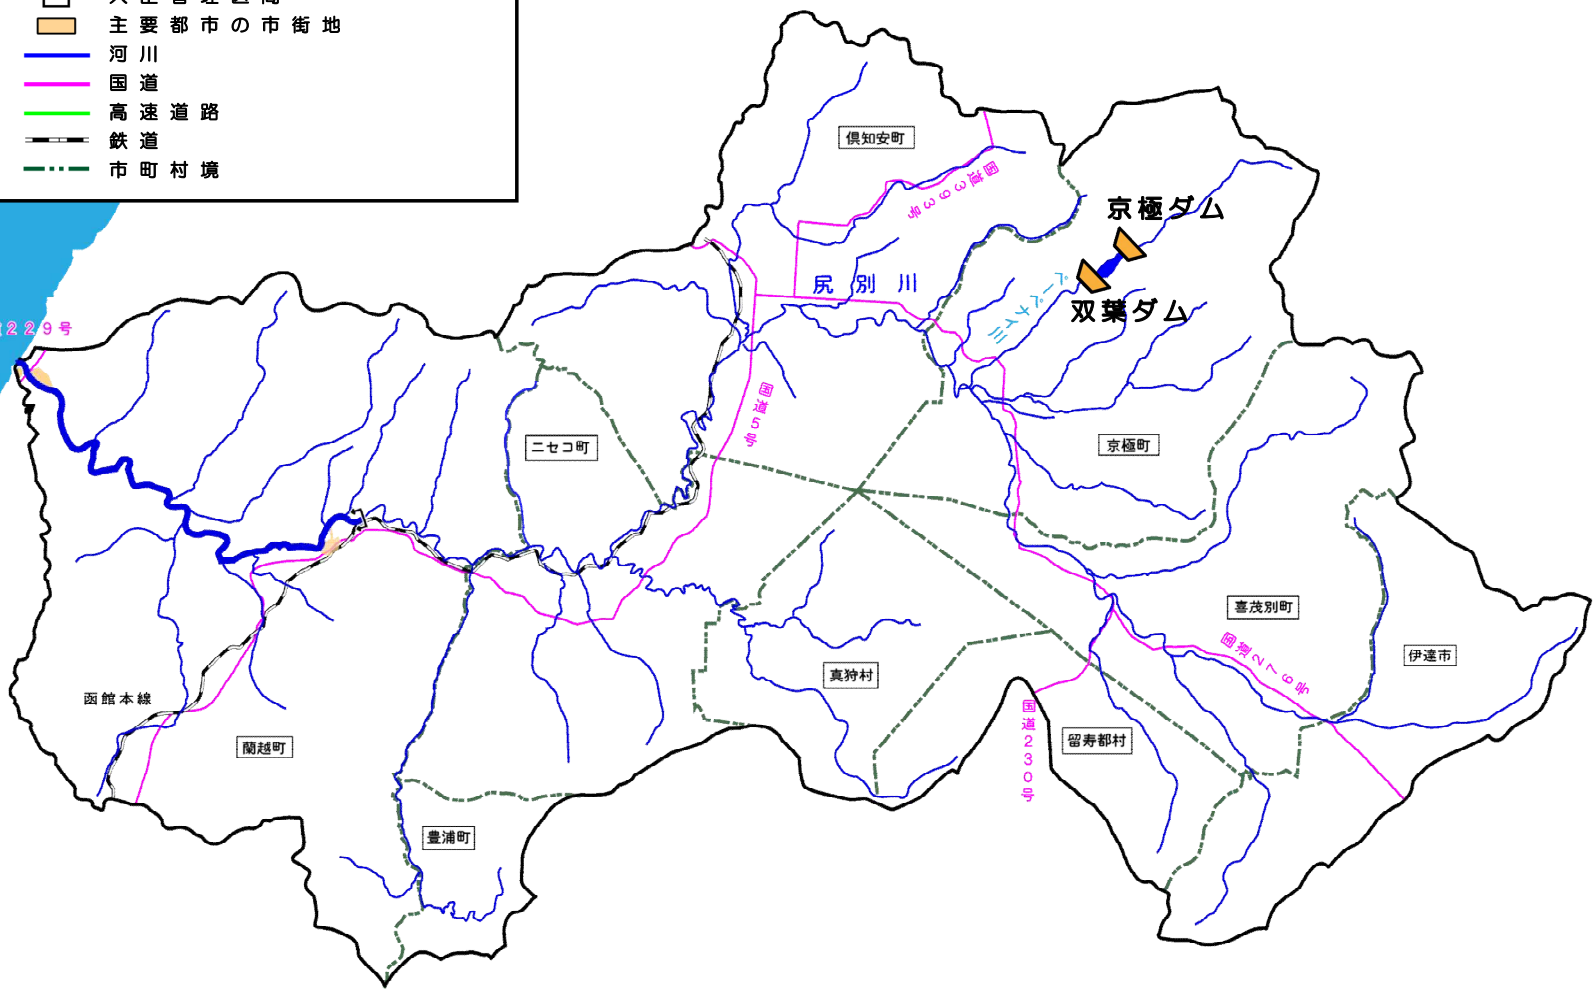 主要都市の市街地
河川
国道
高速道路
鉄道
市町村境
倶知安町
国道393号
京極ダム
ペーペナイ川
双葉ダム
尻別川
229号
国道5号
ニセコ町
京極町
喜茂別町
国道276号
伊達市
真狩村
函館本線
蘭越町
国道230号
留寿都村
豊浦町